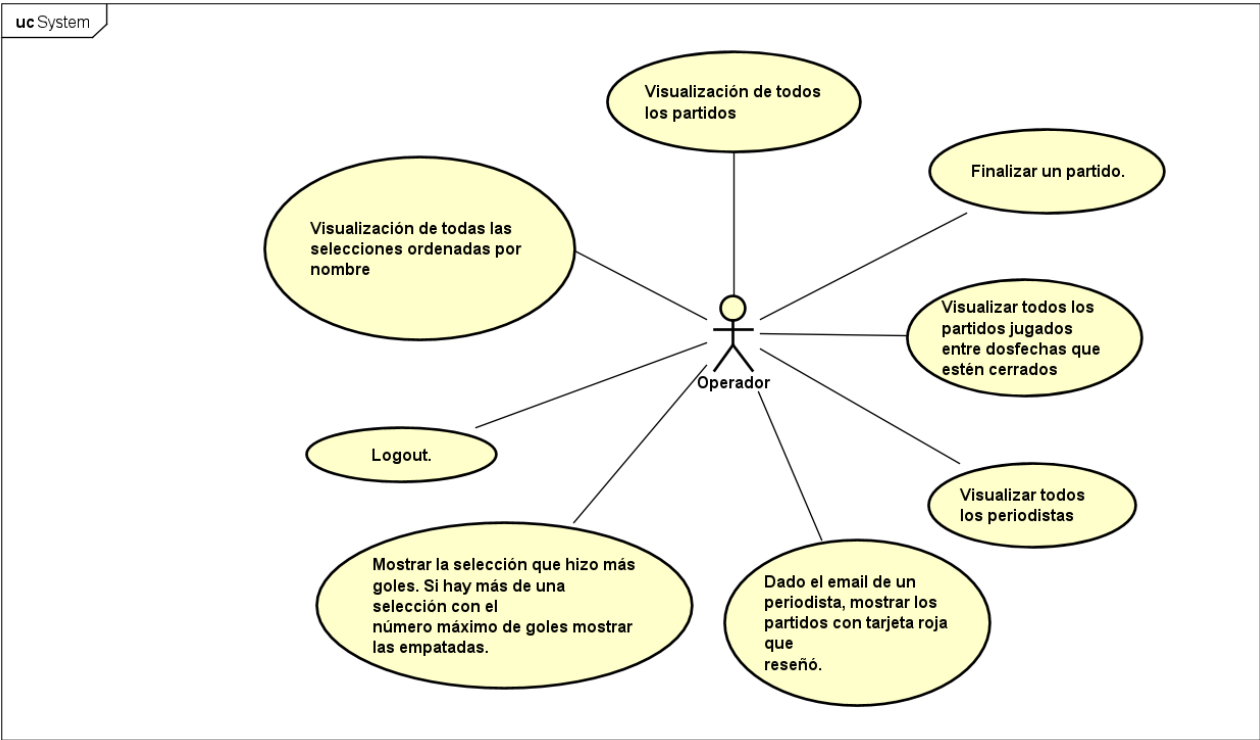 uc System
Visualización de todos
los partidos
Finalizar un partido.
Visualización de todas las
selecciones ordenadas por
nombre
Visualizar todos los
partidos jugados
entre dosfechas que
estén cerrados
Operador
Logout.
Visualizar todos
los periodistas
Mostrar la selección que hizo más
goles. Si hay más de una
selección con el
número máximo de goles mostrar
las empatadas.
Dado el email de un
periodista, mostrar los
partidos con tarjeta roja
que
reseñó.